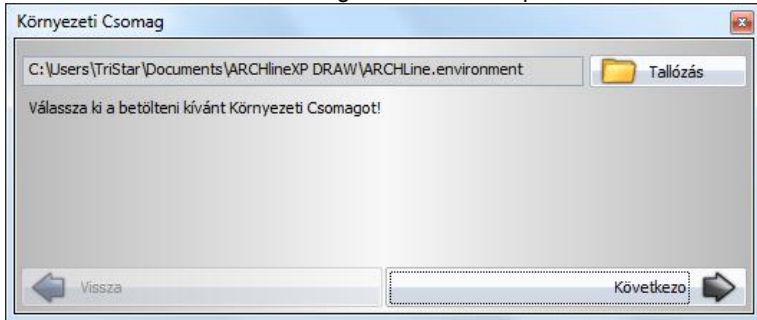 Környezeti Csomag
C:\Users\TriStar\Documents\ARCHlineXP DRAW\ARCHLine.environment
Tallózás
Válassza ki a betölteni kívánt Környezeti Csomagot!
Vissza
Következo